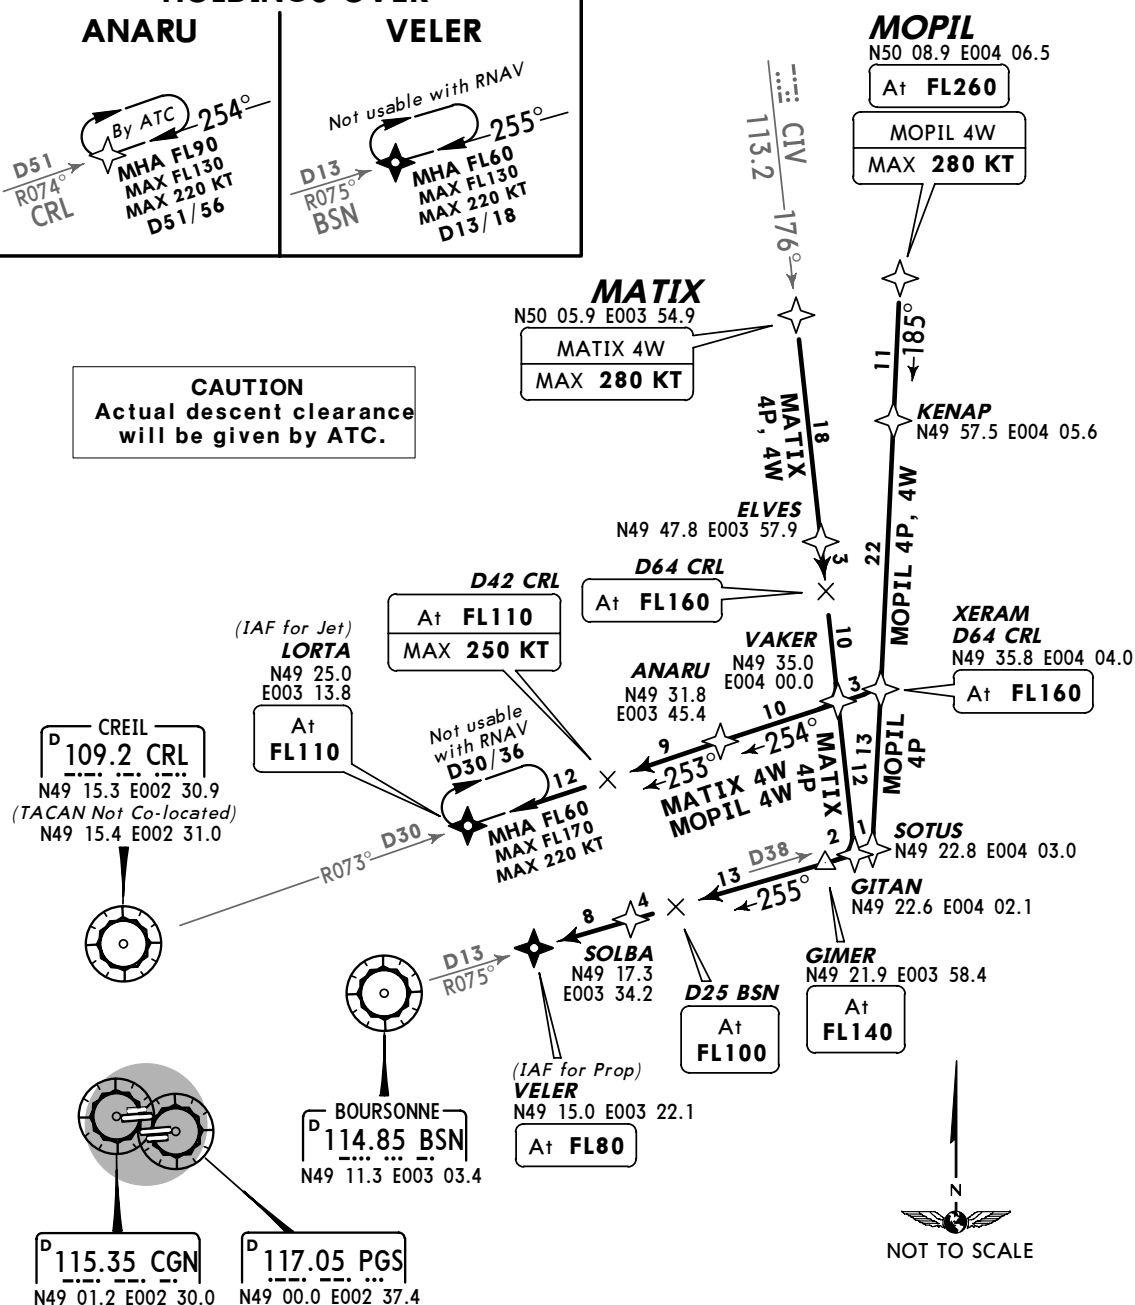 HOLDINGS OVER
ANARU
By ATC
254°
D51
R074°
CRL
MHA FL90
MAX FL130
MAX 220 KT
D51/56
VELER
Not usable with RNAV
255°
D13
R075°
BSN
MHA FL60
MAX FL130
MAX 220 KT
D13/18
CAUTION
Actual descent clearance
will be given by ATC.
CIV
113.2
176°
MOPIL
N50 08.9 E004 06.5
At FL260
MOPIL 4W
MAX 280 KT
MATIX
N50 05.9 E003 54.9
MATIX 4W
MAX 280 KT
11
185°
KENAP
N49 57.5 E004 05.6
18
MATIX
4P, 4W
22
MOPIL 4P, 4W
ELVES
N49 47.8 E003 57.9
3
D64 CRL
At FL160
10
XERAM
D64 CRL
N49 35.8 E004 04.0
At FL160
VAKER
N49 35.0
E004 00.0
3
ANARU
N49 31.8
E003 45.4
10
254°
9
253°
MATIX 4W
MOPIL 4W
D42 CRL
At FL110
MAX 250 KT
(IAF for Jet)
LORTA
N49 25.0
E003 13.8
At
FL110
Not usable
with RNAV
D30/36
12
MHA FL60
MAX FL170
MAX 220 KT
MATIX
4P
12
13
MOPIL
4P
CREIL
D
109.2 CRL
N49 15.3 E002 30.9
(TACAN Not Co-located)
N49 15.4 E002 31.0
R073°
D30
SOTUS
N49 22.8 E004 03.0
1
GITAN
N49 22.6 E004 02.1
2
GIMER
N49 21.9 E003 58.4
At
FL140
D38
13
255°
D25 BSN
At
FL100
4
SOLBA
N49 17.3
E003 34.2
8
D13
R075°
(IAF for Prop)
VELER
N49 15.0 E003 22.1
At FL80
BOURSONNE
D
114.85 BSN
N49 11.3 E003 03.4
D
115.35 CGN
N49 01.2 E002 30.0
D
117.05 PGS
N49 00.0 E002 37.4
N
NOT TO SCALE